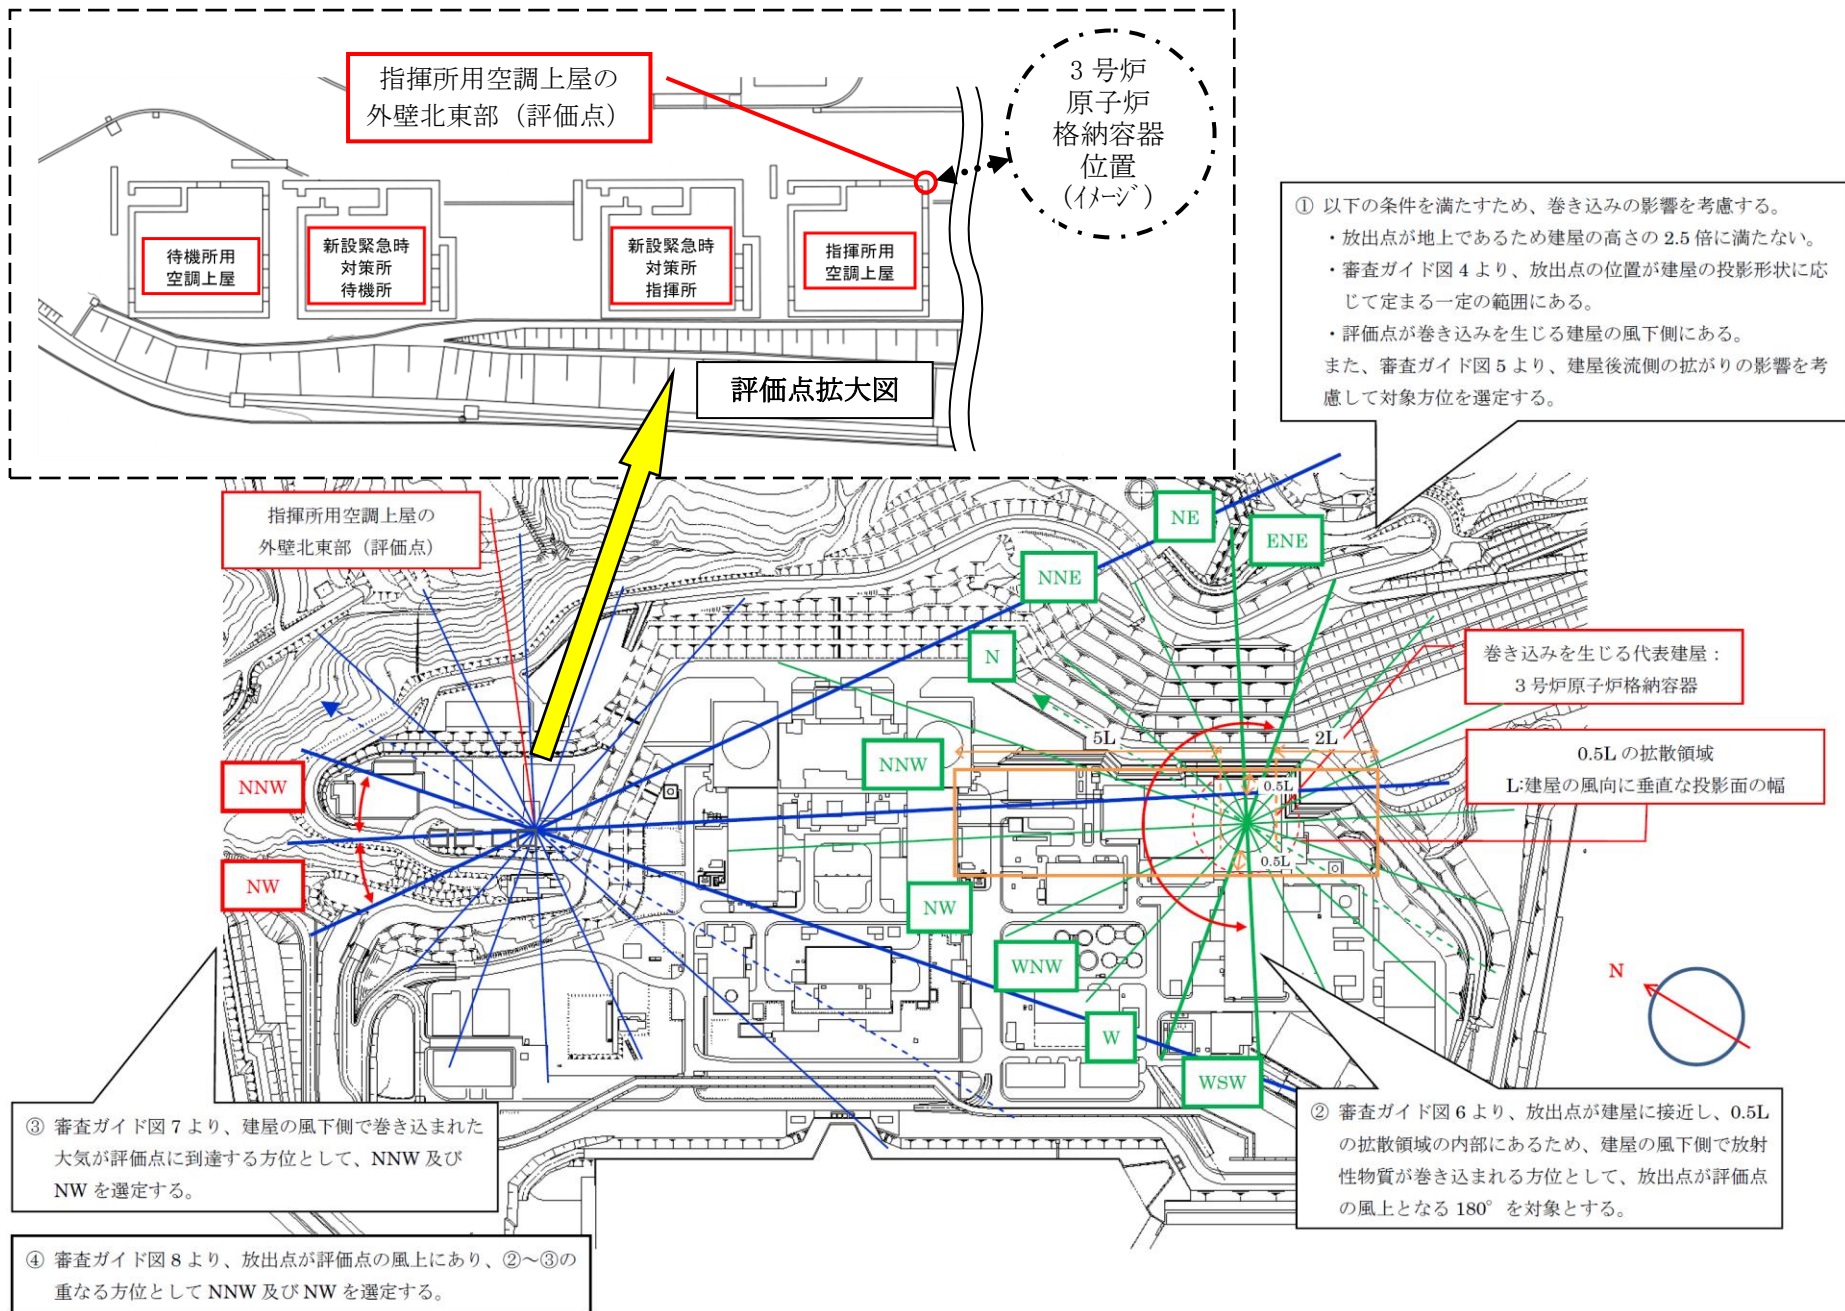 指揮所用空調上屋の
外壁北東部（評価点）
3 号炉
原子炉
格納容器
位置
(イメージ)
待機所用
空調上屋
新設緊急時
対策所
待機所
新設緊急時
対策所
指揮所
指揮所用
空調上屋
評価点拡大図
① 以下の条件を満たすため、巻き込みの影響を考慮する。
・放出点が地上であるため建屋の高さの 2.5 倍に満たない。
・審査ガイド図 4 より、放出点の位置が建屋の投影形状に応
じて定まる一定の範囲にある。
・評価点が巻き込みを生じる建屋の風下側にある。
また、審査ガイド図 5 より、建屋後流側の拡がりの影響を考
慮して対象方位を選定する。
指揮所用空調上屋の
外壁北東部（評価点）
NE
ENE
NNE
N
巻き込みを生じる代表建屋：
3 号炉原子炉格納容器
5L
2L
NNW
0.5L の拡散領域
L:建屋の風向に垂直な投影面の幅
NNW
0.5L
0.5L
NW
NW
WNW
N
W
WSW
② 審査ガイド図 6 より、放出点が建屋に接近し、0.5L
の拡散領域の内部にあるため、建屋の風下側で放射
性物質が巻き込まれる方位として、放出点が評価点
の風上となる 180° を対象とする。
③ 審査ガイド図 7 より、建屋の風下側で巻き込まれた
大気が評価点に到達する方位として、NNW 及び
NW を選定する。
④ 審査ガイド図 8 より、放出点が評価点の風上にあり、②～③の
重なる方位として NNW 及び NW を選定する。